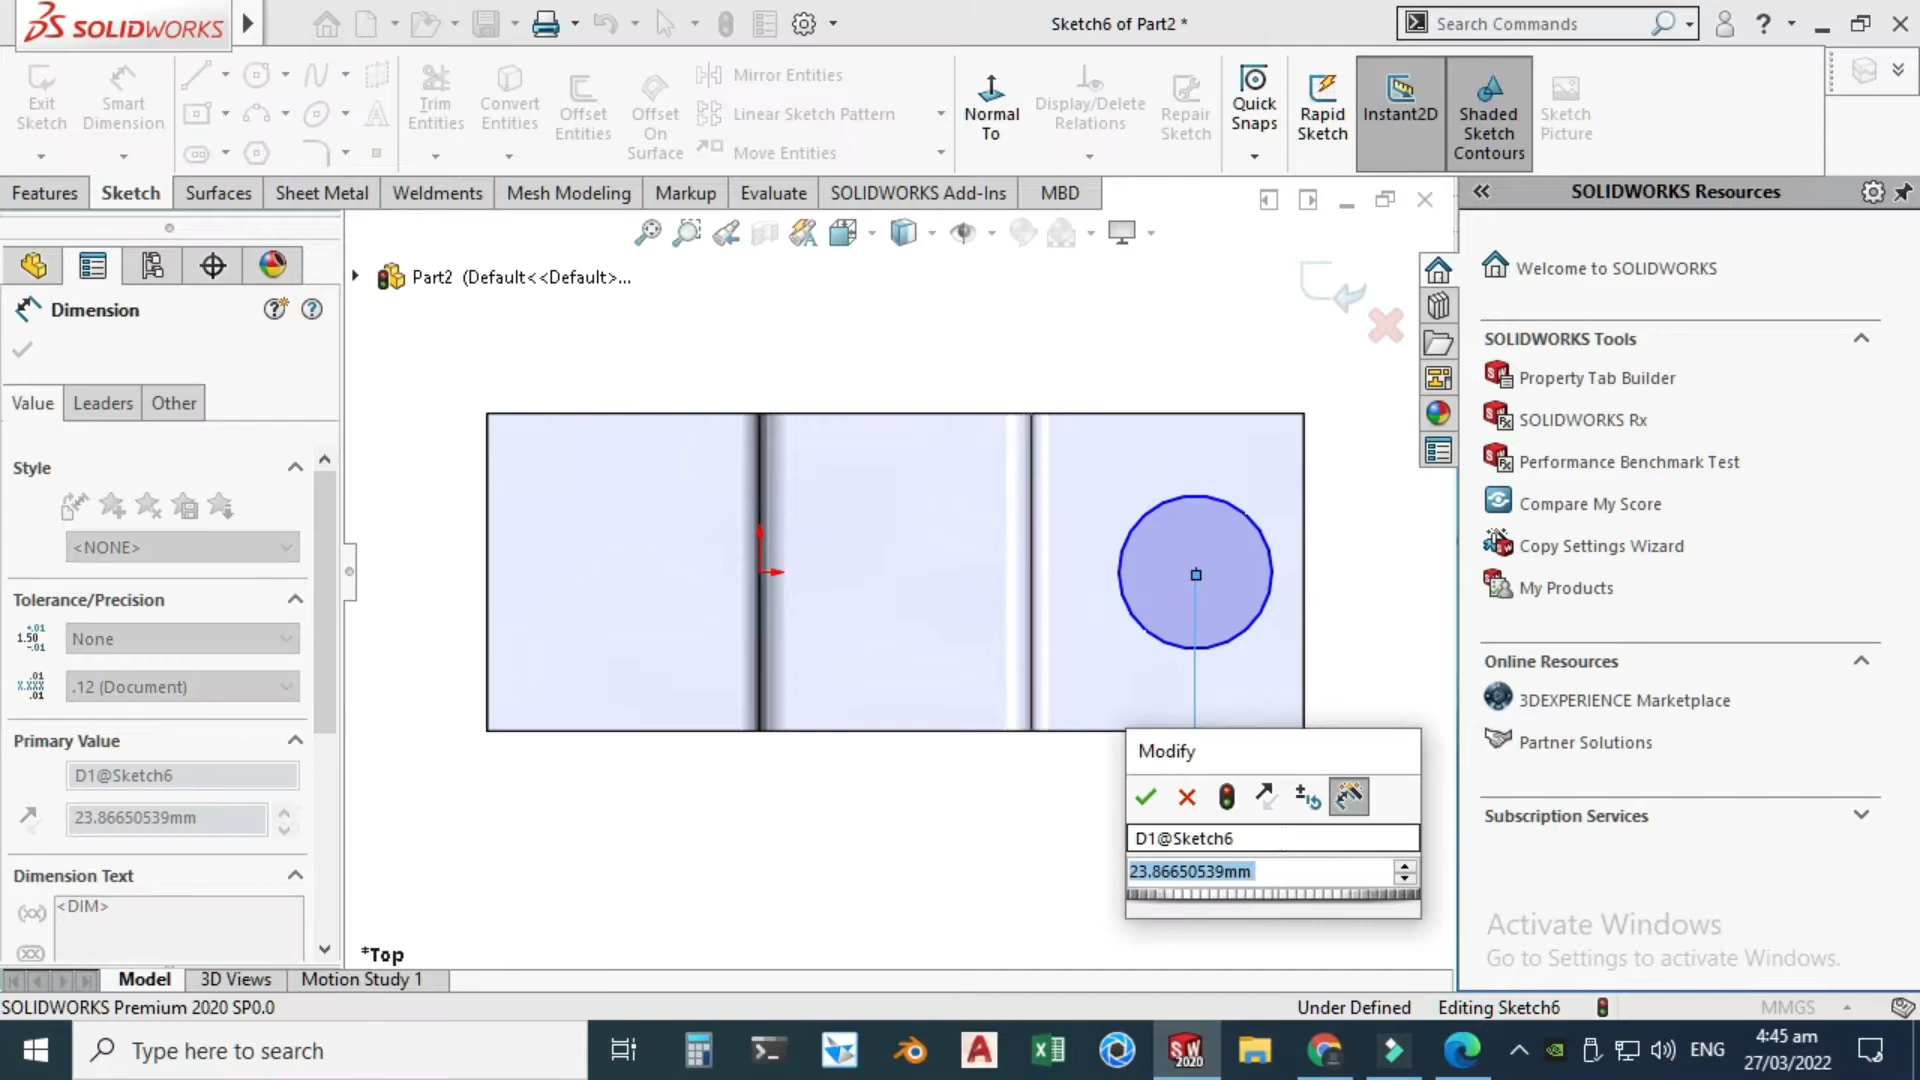 SOLIDWORKS
Sketch6 of Part2 *
Search Commands
?
Exit Sketch
Smart Dimension
Trim Entities
Convert Entities
Offset Entities
Offset On Surface
Mirror Entities
Linear Sketch Pattern
Move Entities
Normal To
Display/Delete Relations
Repair Sketch
Quick Snaps
Rapid Sketch
Instant2D
Shaded Sketch Contours
Sketch Picture
Features
Sketch
Surfaces
Sheet Metal
Weldments
Mesh Modeling
Markup
Evaluate
SOLIDWORKS Add-Ins
MBD
SOLIDWORKS Resources
Part2 (Default<<Default>...
Dimension
Value
Leaders
Other
Style
<NONE>
Tolerance/Precision
None
.12 (Document)
Primary Value
D1@Sketch6
23.86650539mm
Dimension Text
<DIM>
*Top
Modify
D1@Sketch6
23.86650539mm
Welcome to SOLIDWORKS
SOLIDWORKS Tools
Property Tab Builder
SOLIDWORKS Rx
Performance Benchmark Test
Compare My Score
Copy Settings Wizard
My Products
Online Resources
3DEXPERIENCE Marketplace
Partner Solutions
Subscription Services
Activate Windows
Go to Settings to activate Windows.
Model
3D Views
Motion Study 1
SOLIDWORKS Premium 2020 SP0.0
Under Defined
Editing Sketch6
MMGS
Type here to search
SW 2020
ENG
4:45 am
27/03/2022